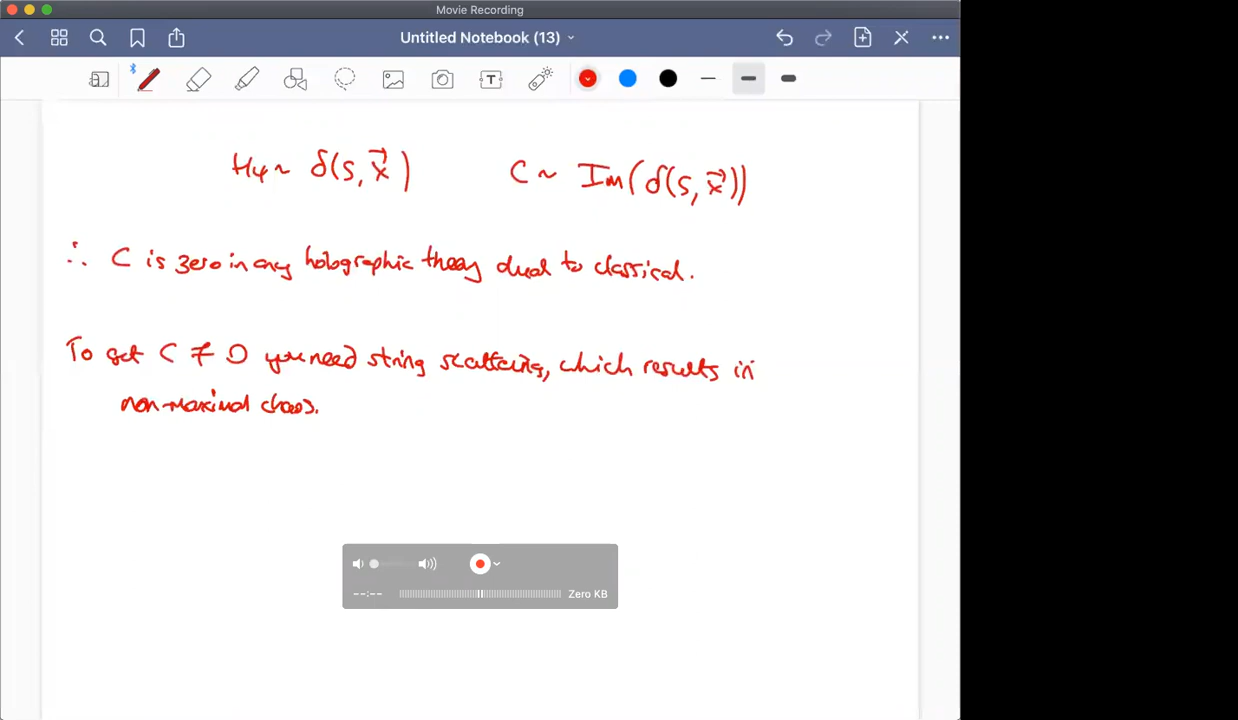 Movie Recording
Untitled Notebook (13)
T
H₄ ~ δ(s, x⃗) C ~ Im(δ(s, x⃗))
∴ C is zero in any holographic theory dual to classical.
To get C ≠ 0 you need string scattering, which results in
non-maximal chaos.
--:-- Zero KB